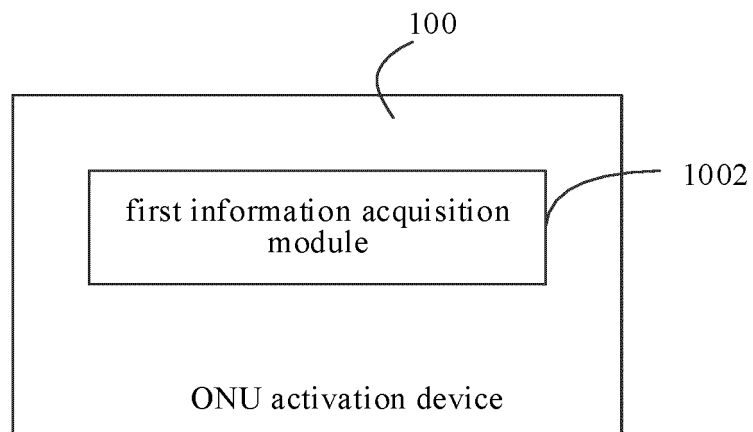 100
1002
first information acquisition
module
ONU activation device